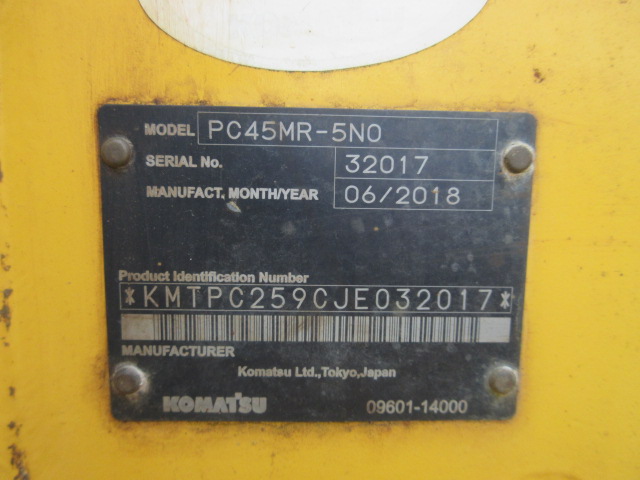 MODEL PC45MR-5N0
SERIAL No. 32017
MANUFACT. MONTH/YEAR 06/2018
Product Identification Number
*KMTPC259CJE032017*
MANUFACTURER
Komatsu Ltd.,Tokyo,Japan
KOMATSU 09601-14000